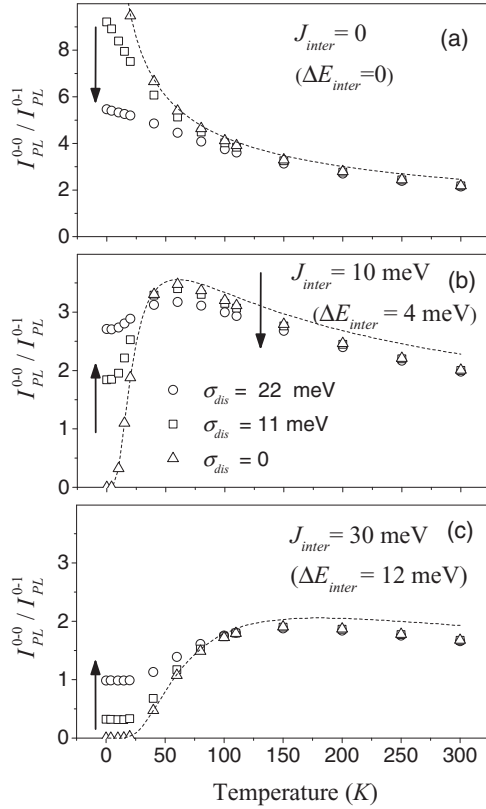 J_inter = 0 (a)
(ΔE_inter=0)
I_PL^0-0 / I_PL^0-1
8
6
4
2
0
J_inter = 10 meV (b)
(ΔE_inter = 4 meV)
I_PL^0-0 / I_PL^0-1
3
2
1
0
σ_dis = 22 meV
σ_dis = 11 meV
σ_dis = 0
J_inter = 30 meV (c)
(ΔE_inter = 12 meV)
I_PL^0-0 / I_PL^0-1
3
2
1
0
0 50 100 150 200 250 300
Temperature (K)